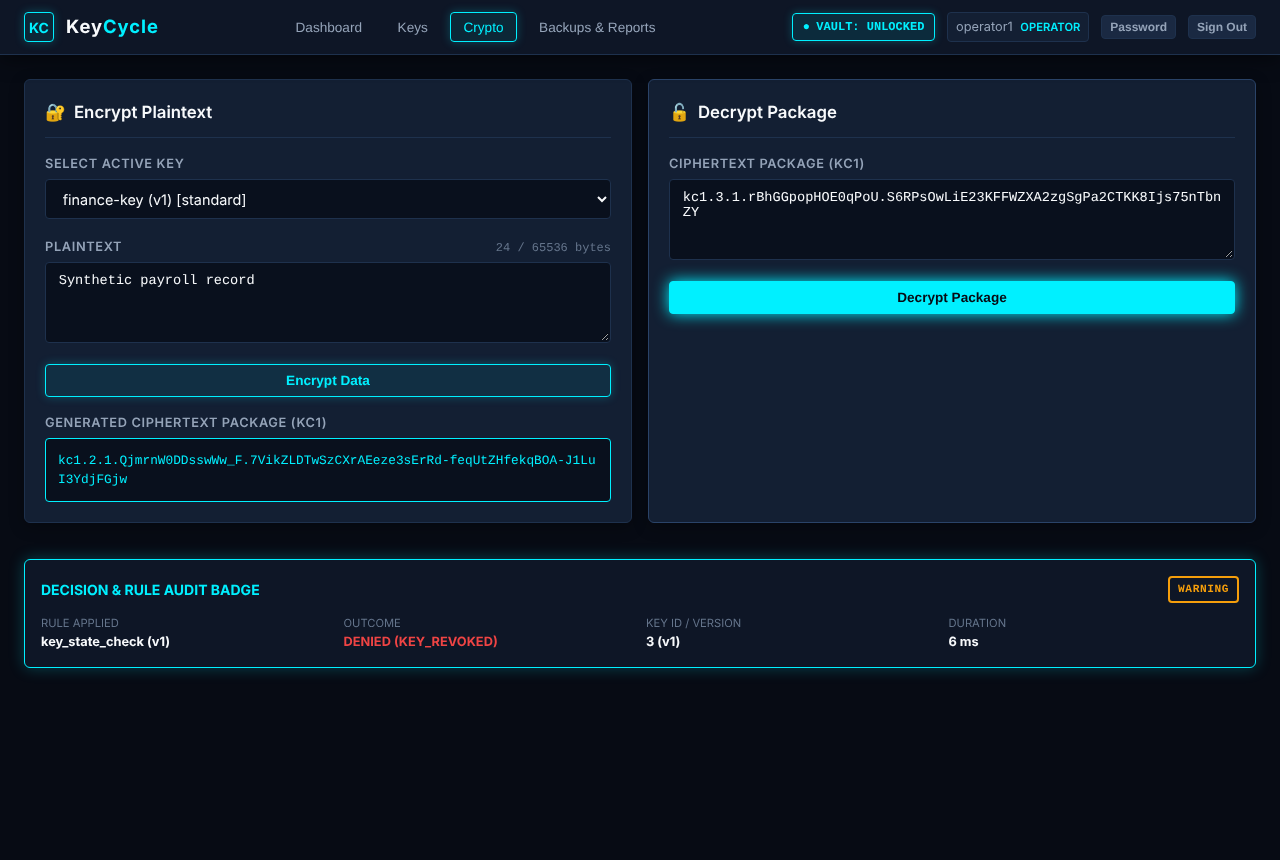 KC KeyCycle Dashboard Keys Crypto Backups & Reports ● VAULT: UNLOCKED operator1 OPERATOR Password Sign Out
🔐 Encrypt Plaintext
SELECT ACTIVE KEY
finance-key (v1) [standard]
PLAINTEXT 24 / 65536 bytes
Synthetic payroll record
Encrypt Data
GENERATED CIPHERTEXT PACKAGE (KC1)
kc1.2.1.QjmrnW0DDsswWw_F.7VikZLDTwSzCXrAEeze3sErRd-feqUtZHfekqBOA-J1Lu
I3YdjFGjw
🔓 Decrypt Package
CIPHERTEXT PACKAGE (KC1)
kc1.3.1.rBhGGpopHOE0qPoU.S6RPsOwLiE23KFFWZXA2zgSgPa2CTKK8Ijs75nTbn
ZY
Decrypt Package
DECISION & RULE AUDIT BADGE WARNING
RULE APPLIED OUTCOME KEY ID / VERSION DURATION
key_state_check (v1) DENIED (KEY_REVOKED) 3 (v1) 6 ms